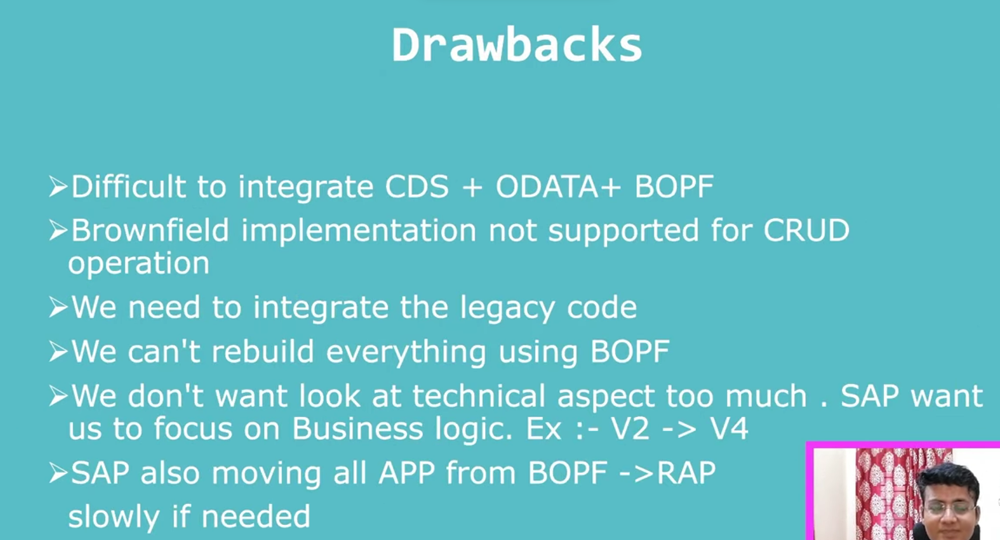 Drawbacks
➢Difficult to integrate CDS + ODATA+ BOPF
➢Brownfield implementation not supported for CRUD
operation
➢We need to integrate the legacy code
➢We can't rebuild everything using BOPF
➢We don't want look at technical aspect too much . SAP want
us to focus on Business logic. Ex :- V2 -> V4
➢SAP also moving all APP from BOPF ->RAP
slowly if needed